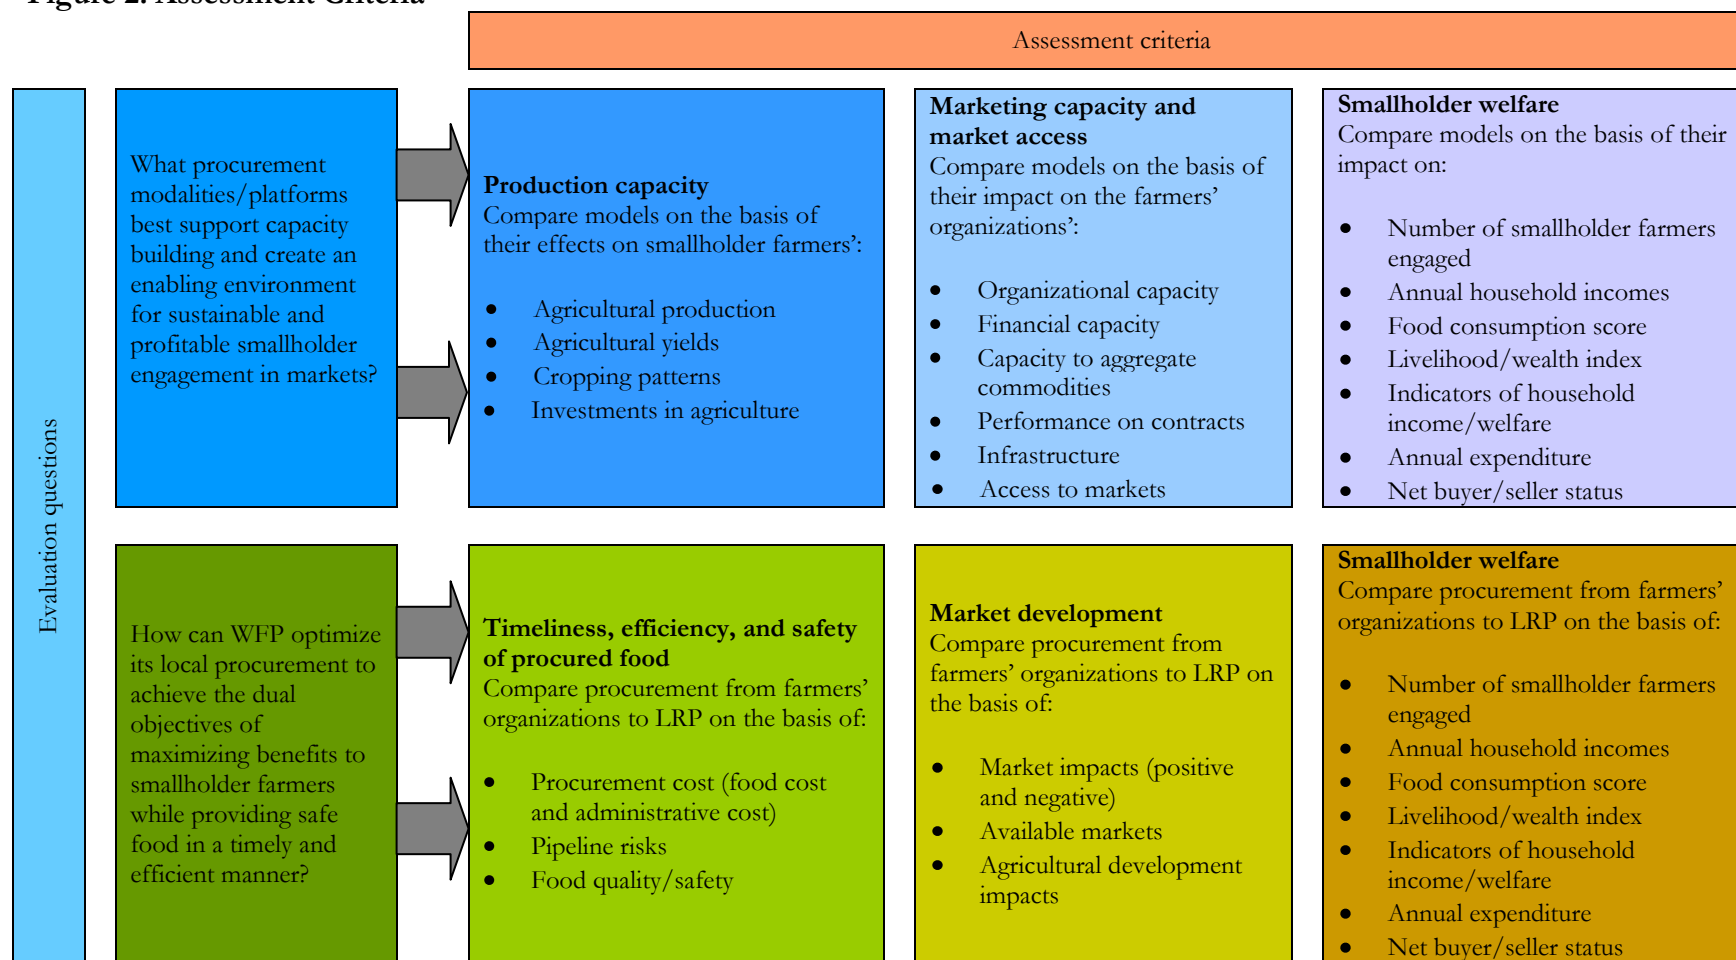 Figure 2. Assessment Criteria
Assessment criteria
Evaluation questions
What procurement
modalities/platforms
best support capacity
building and create an
enabling environment
for sustainable and
profitable smallholder
engagement in markets?
Production capacity
Compare models on the basis of
their effects on smallholder farmers’:
• Agricultural production
• Agricultural yields
• Cropping patterns
• Investments in agriculture
Marketing capacity and
market access
Compare models on the basis of
their impact on the farmers’
organizations’:
• Organizational capacity
• Financial capacity
• Capacity to aggregate
commodities
• Performance on contracts
• Infrastructure
• Access to markets
Smallholder welfare
Compare models on the basis of their
impact on:
• Number of smallholder farmers
engaged
• Annual household incomes
• Food consumption score
• Livelihood/wealth index
• Indicators of household
income/welfare
• Annual expenditure
• Net buyer/seller status
How can WFP optimize
its local procurement to
achieve the dual
objectives of
maximizing benefits to
smallholder farmers
while providing safe
food in a timely and
efficient manner?
Timeliness, efficiency, and safety
of procured food
Compare procurement from farmers’
organizations to LRP on the basis of:
• Procurement cost (food cost
and administrative cost)
• Pipeline risks
• Food quality/safety
Market development
Compare procurement from
farmers’ organizations to LRP on
the basis of:
• Market impacts (positive
and negative)
• Available markets
• Agricultural development
impacts
Smallholder welfare
Compare procurement from farmers’
organizations to LRP on the basis of:
• Number of smallholder farmers
engaged
• Annual household incomes
• Food consumption score
• Livelihood/wealth index
• Indicators of household
income/welfare
• Annual expenditure
• Net buyer/seller status